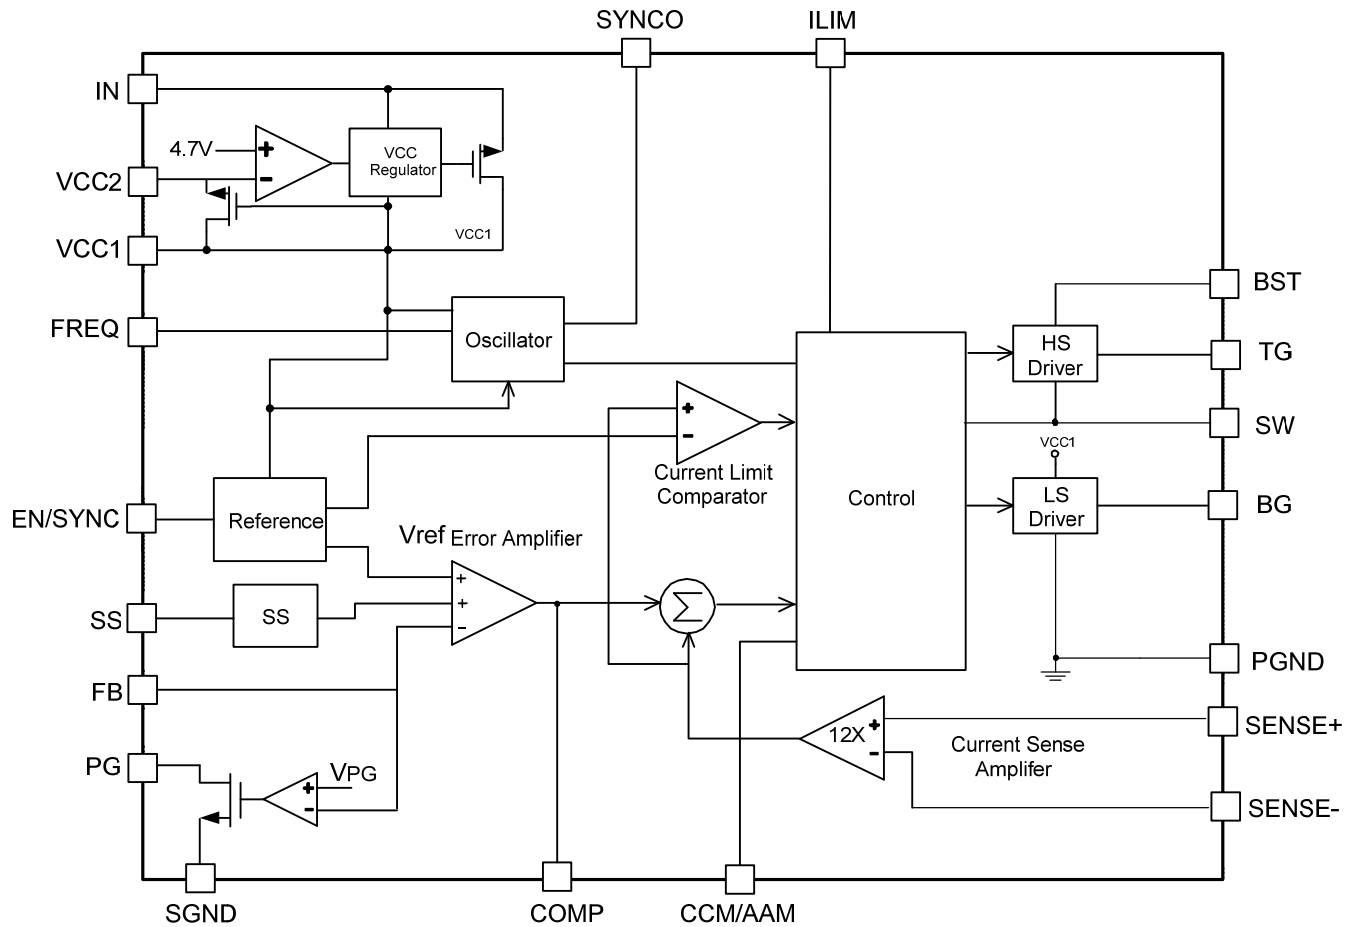 SYNCO
ILIM
IN
4.7V
+
-
VCC
Regulator
VCC2
VCC1
VCC1
FREQ
Oscillator
BST
HS
Driver
TG
SW
+
-
Current Limit
Comparator
VCC1
Control
LS
Driver
BG
EN/SYNC
Reference
Vref Error Amplifier
+
+
-
SS
SS
Σ
FB
PGND
SENSE+
12X
+
-
Current Sense
Amplifer
PG
VPG
+
-
SENSE-
SGND
COMP
CCM/AAM